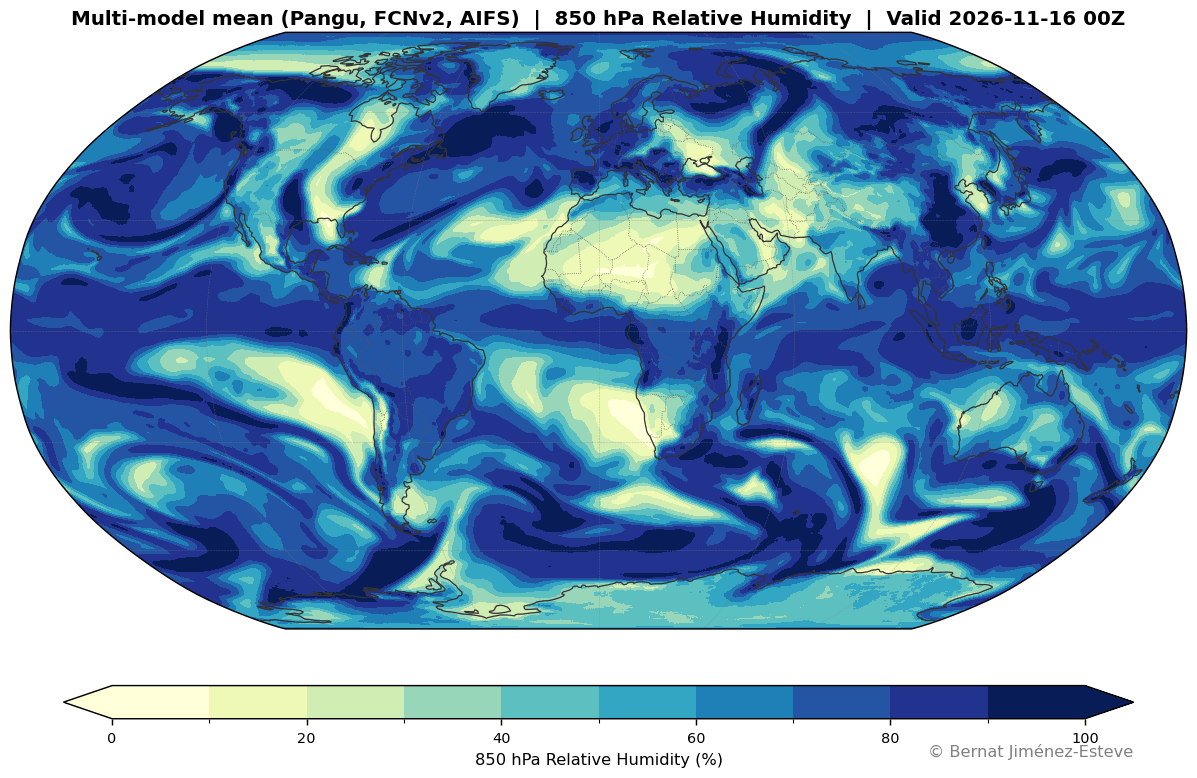 Multi-model mean (Pangu, FCNv2, AIFS)  |  850 hPa Relative Humidity  |  Valid 2026-11-16 00Z
0 20 40 60 80 100
850 hPa Relative Humidity (%)
© Bernat Jiménez-Esteve